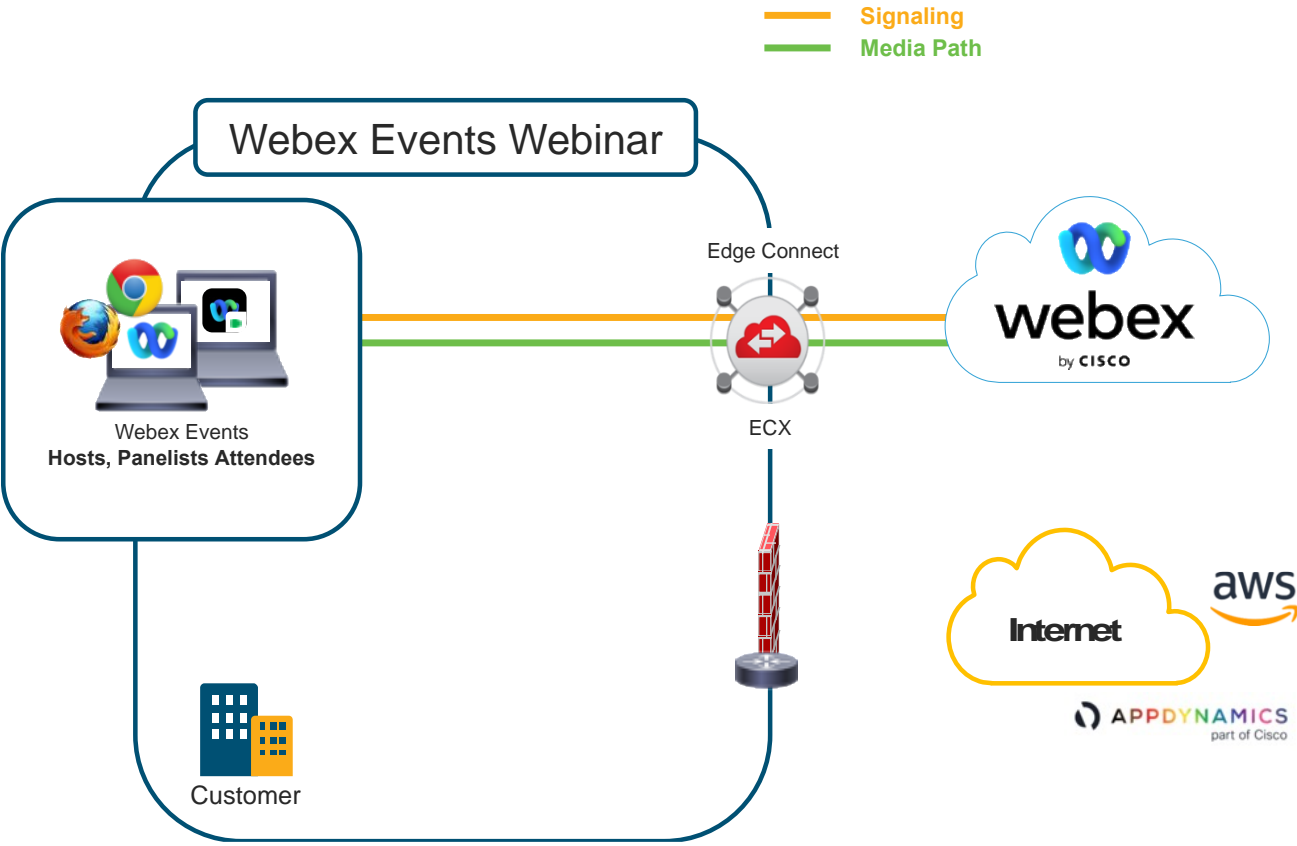 Signaling
Media Path
Webex Events Webinar
Edge Connect
webex
by CISCO
Webex Events
Hosts, Panelists Attendees
ECX
Internet
aws
APPDYNAMICS
part of Cisco
Customer